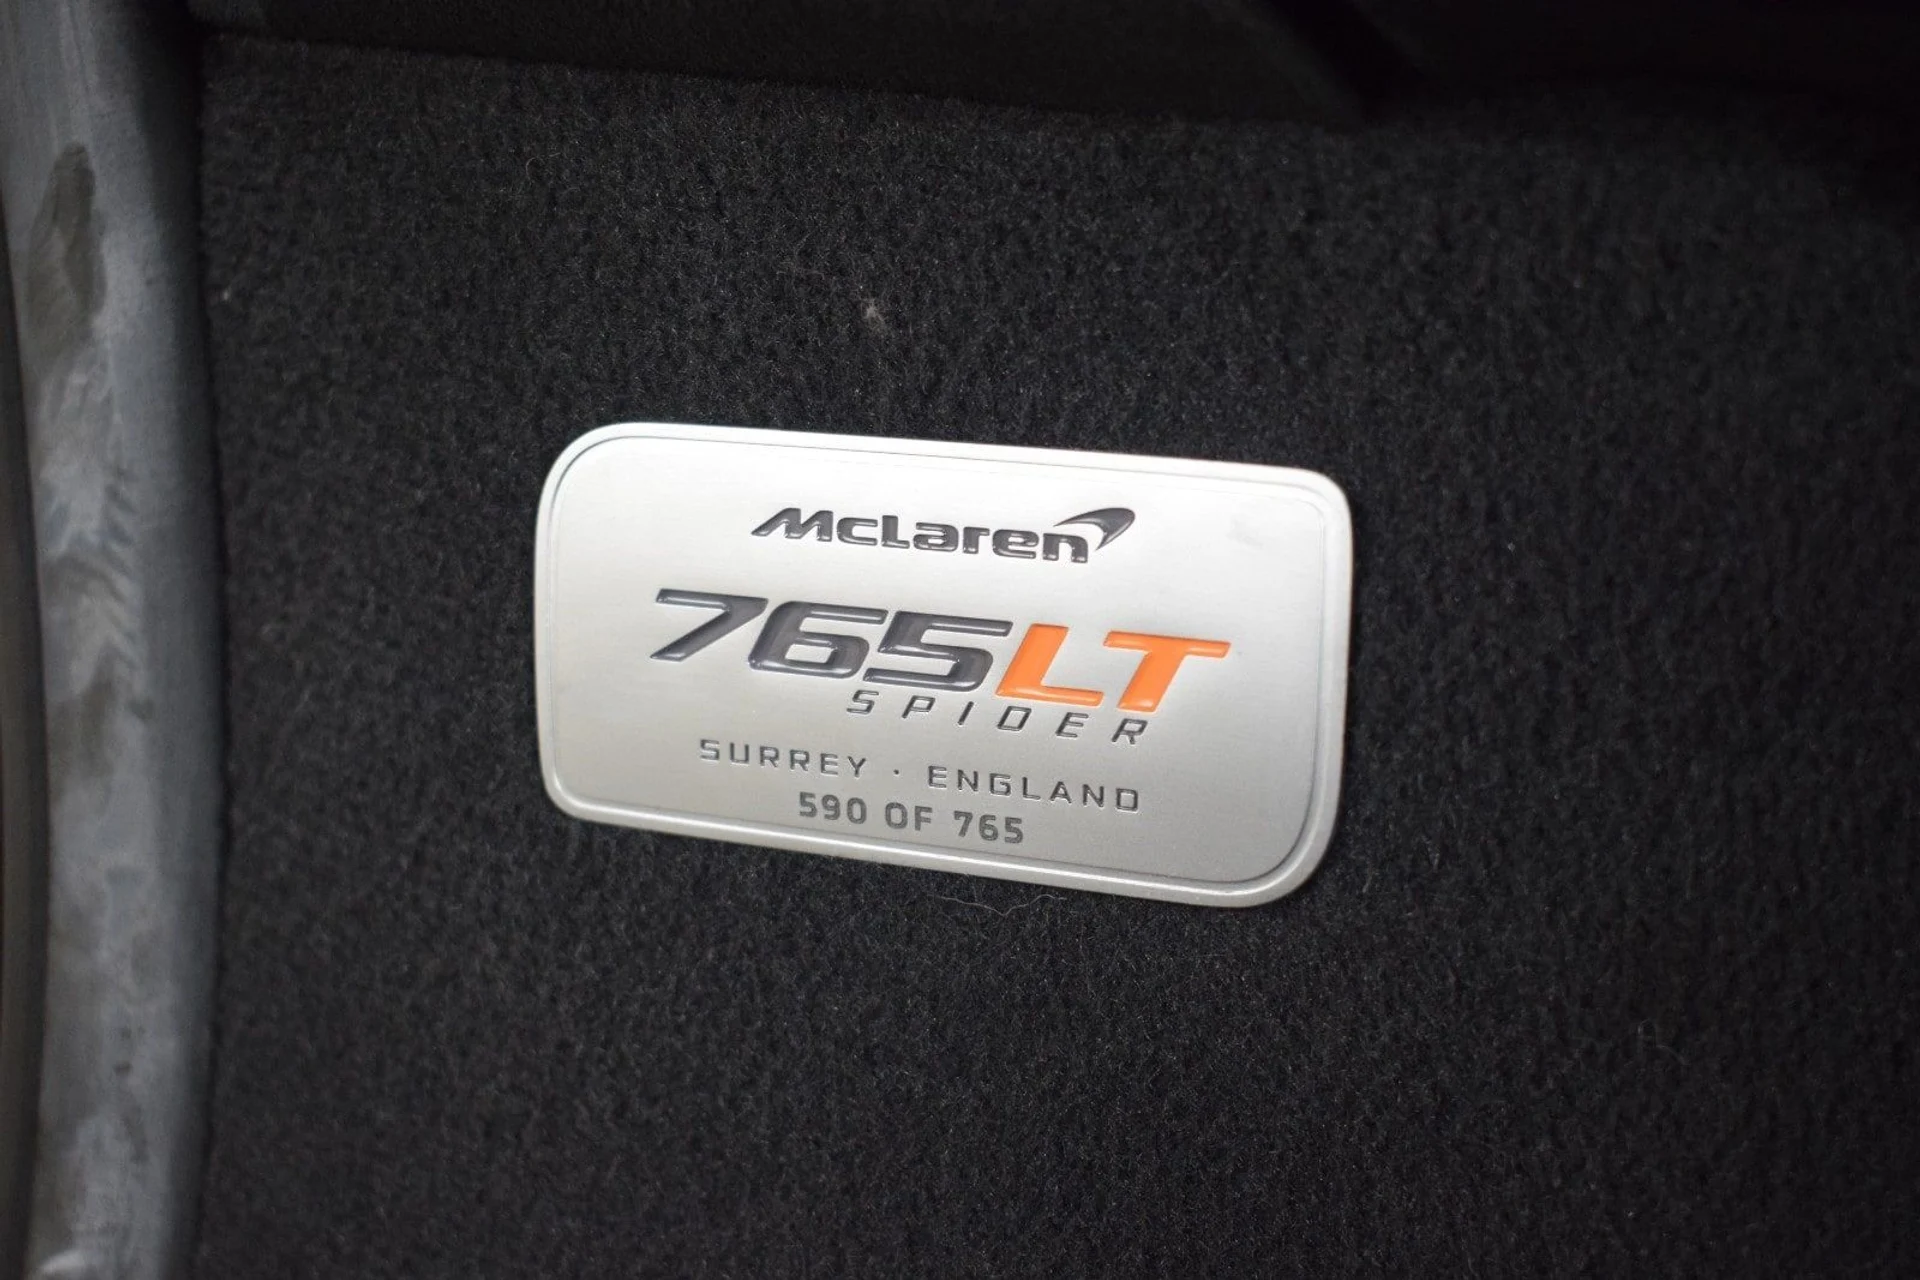 McLaren
765LT
SPIDER
SURREY · ENGLAND
590 OF 765